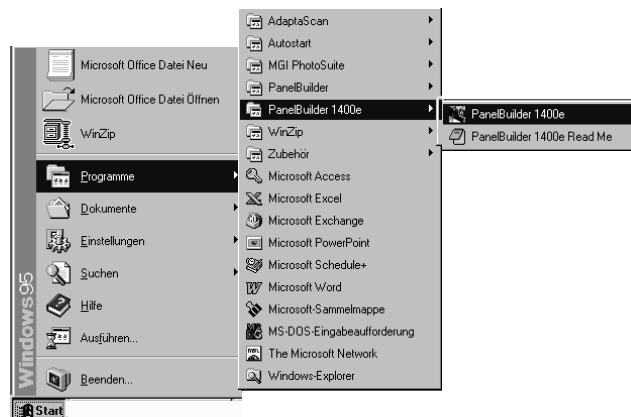 Microsoft Office Datei Neu
Microsoft Office Datei Öffnen
WinZip
Programme
Dokumente
Einstellungen
Suchen
Hilfe
Ausführen...
Beenden...
Windows95
Start
AdaptaScan
Autostart
MGI PhotoSuite
PanelBuilder
PanelBuilder 1400e
WinZip
Zubehör
Microsoft Access
Microsoft Excel
Microsoft Exchange
Microsoft PowerPoint
Microsoft Schedule+
Microsoft Word
Microsoft-Sammelmappe
MS-DOS-Eingabeaufforderung
The Microsoft Network
Windows-Explorer
PanelBuilder 1400e
PanelBuilder 1400e Read Me